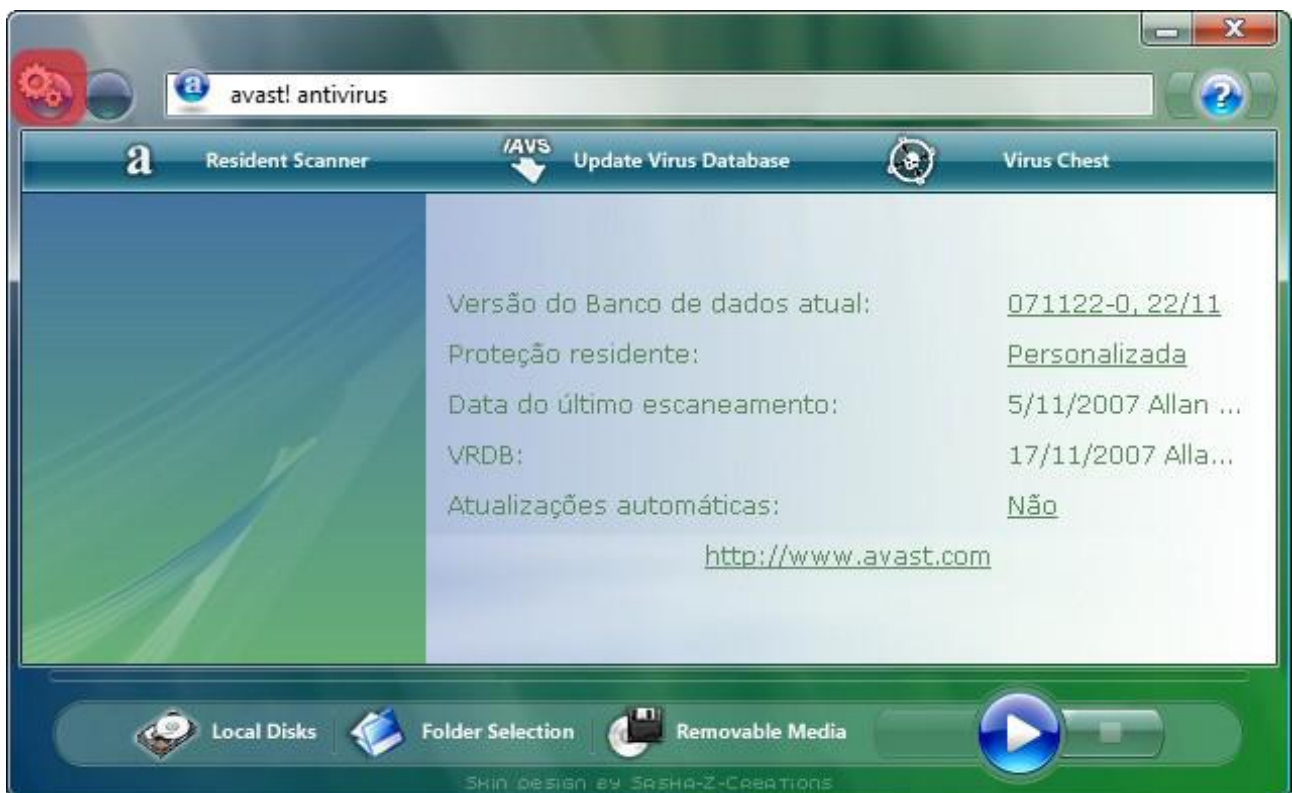 a avast! antivirus
?
a Resident Scanner
iAVS Update Virus Database
Virus Chest
Versão do Banco de dados atual: 071122-0, 22/11
Proteção residente: Personalizada
Data do último escaneamento: 5/11/2007 Allan ...
VRDB: 17/11/2007 Alla...
Atualizações automáticas: Não
http://www.avast.com
Local Disks
Folder Selection
Removable Media
Skin design by Sasha-Z-Creations